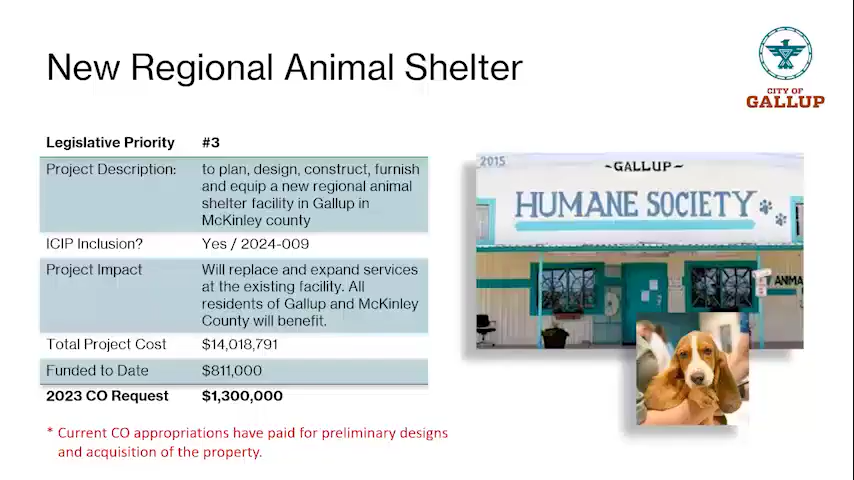 New Regional Animal Shelter
CITY OF
GALLUP
Legislative Priority #3
Project Description: to plan, design, construct, furnish
and equip a new regional animal
shelter facility in Gallup in
McKinley county
ICIP Inclusion? Yes / 2024-009
Project Impact Will replace and expand services
at the existing facility. All
residents of Gallup and McKinley
County will benefit.
Total Project Cost $14,018,791
Funded to Date $811,000
2023 CO Request $1,300,000
* Current CO appropriations have paid for preliminary designs
and acquisition of the property.
2015
~GALLUP~
HUMANE SOCIETY
ANIMA